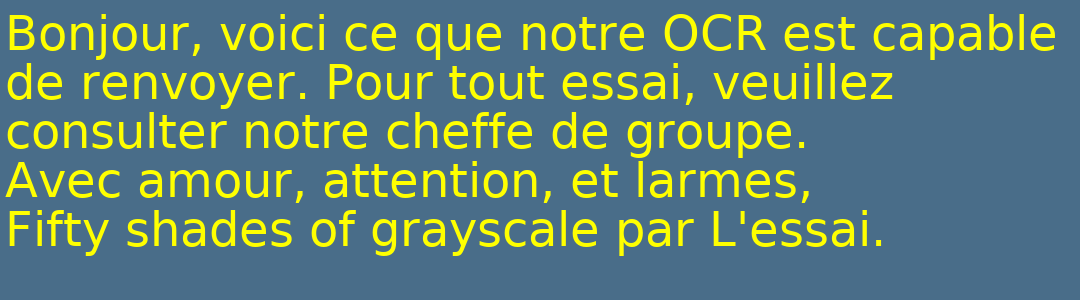 Bonjour, voici ce que notre OCR est capable
de renvoyer. Pour tout essai, veuillez
consulter notre cheffe de groupe.
Avec amour, attention, et larmes,
Fifty shades of grayscale par L'essai.